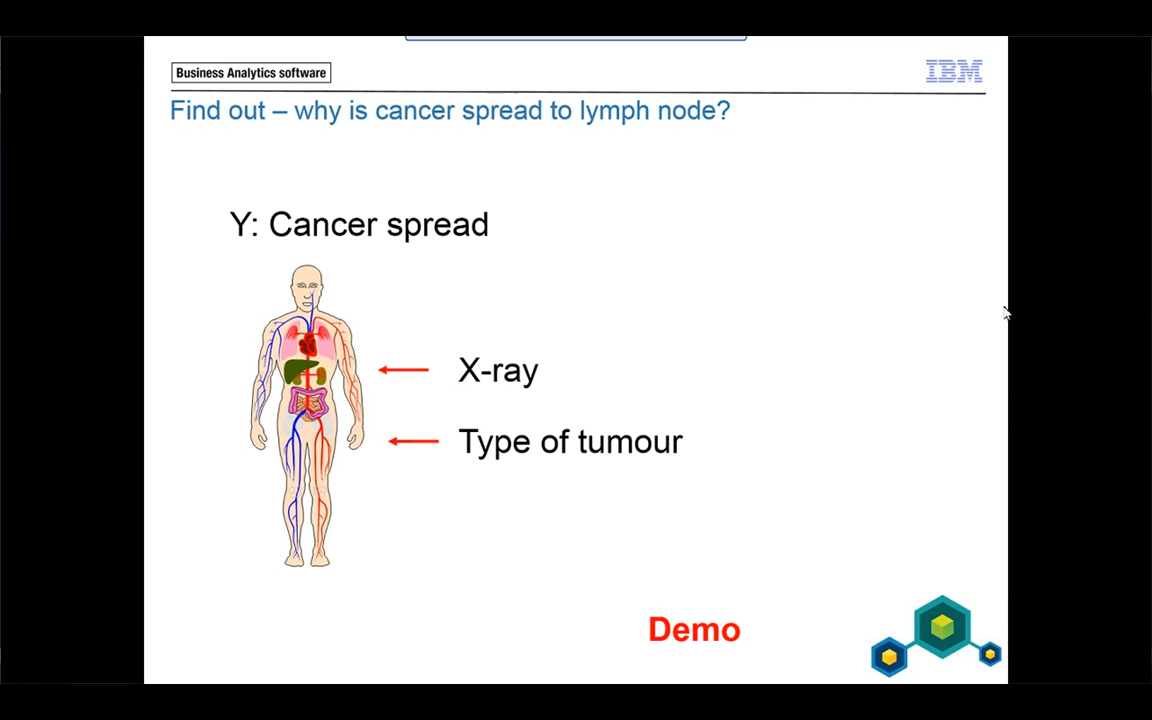 Business Analytics software
IBM
Find out – why is cancer spread to lymph node?
Y: Cancer spread
X-ray
Type of tumour
Demo